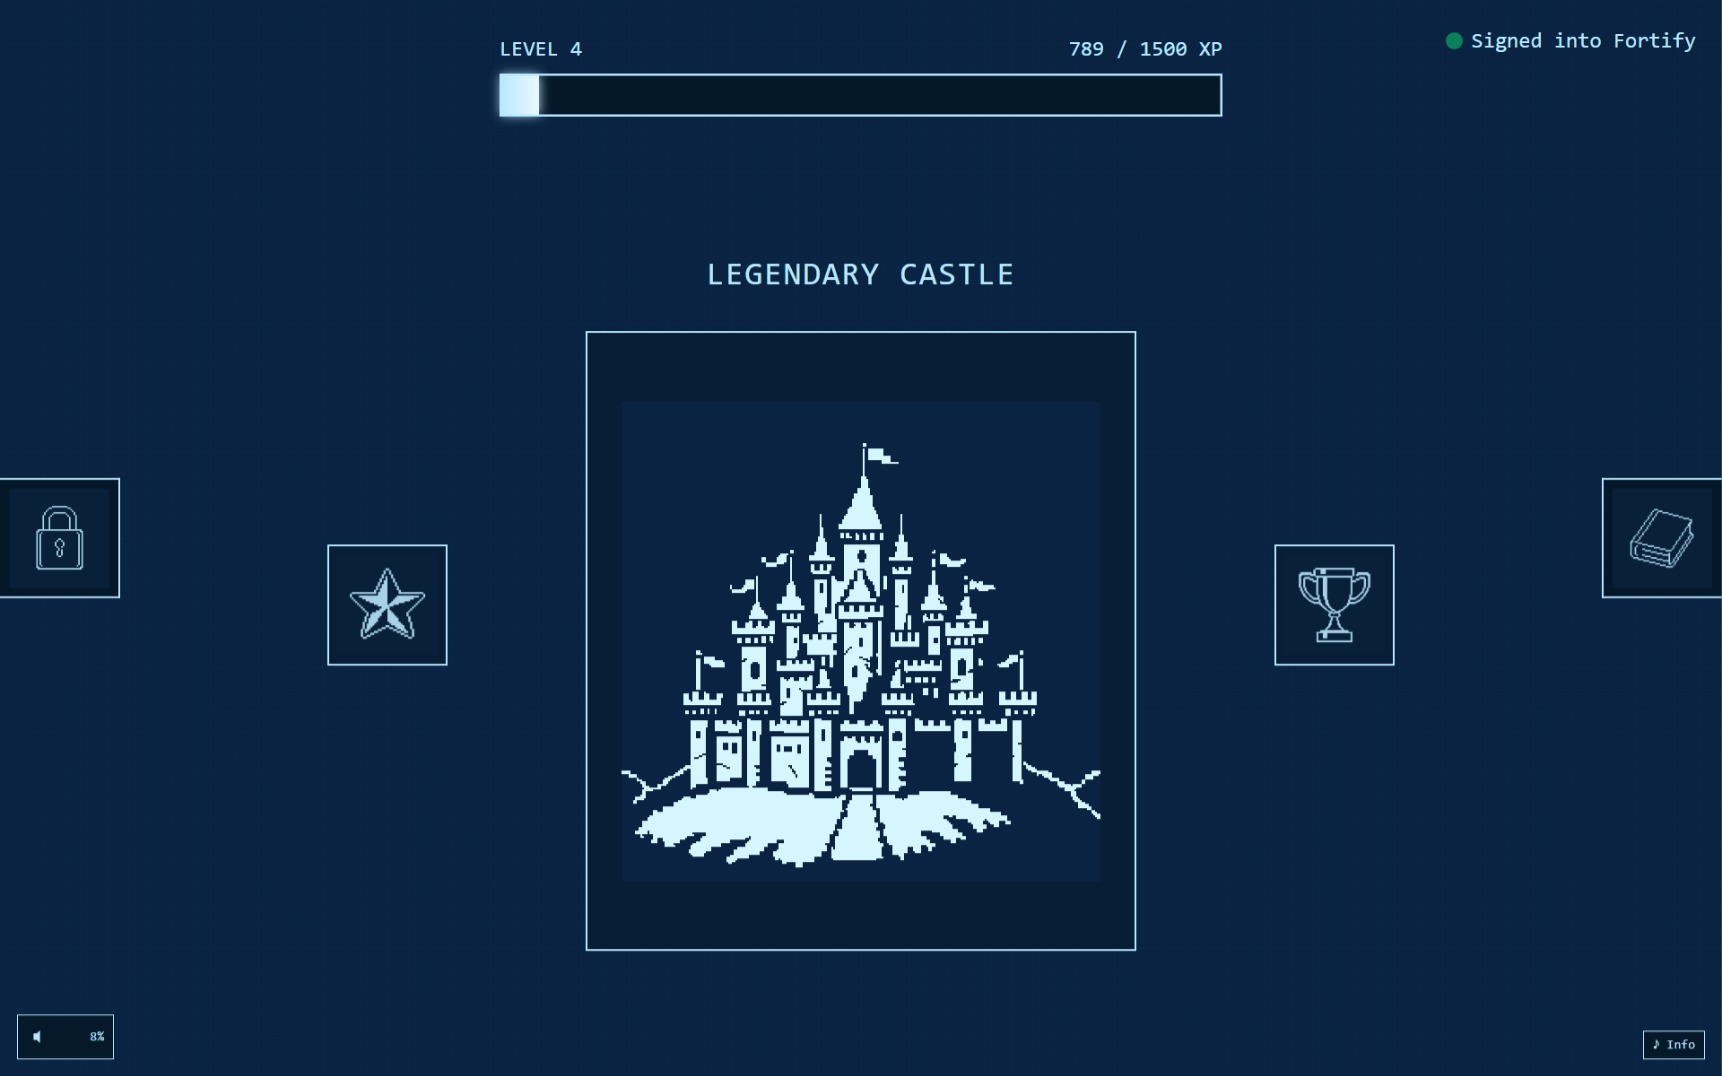 LEVEL 4
789 / 1500 XP
Signed into Fortify
LEGENDARY CASTLE
8%
♪ Info